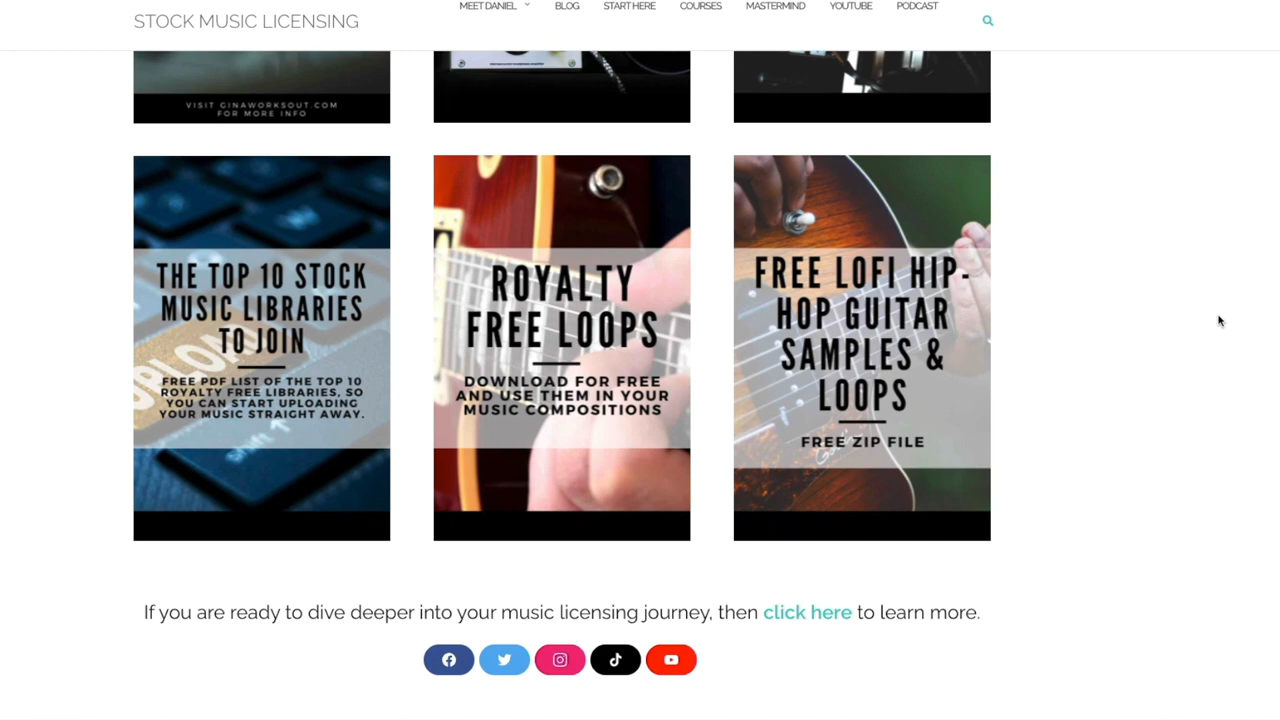 STOCK MUSIC LICENSING
MEET DANIEL BLOG START HERE COURSES MASTERMIND YOUTUBE PODCAST
VISIT GINAWORKSOUT.COM
FOR MORE INFO
THE TOP 10 STOCK
MUSIC LIBRARIES
TO JOIN
FREE PDF LIST OF THE TOP 10
ROYALTY FREE LIBRARIES, SO
YOU CAN START UPLOADING
YOUR MUSIC STRAIGHT AWAY.
UPLOA
Shift
ROYALTY
FREE LOOPS
DOWNLOAD FOR FREE
AND USE THEM IN YOUR
MUSIC COMPOSITIONS
FREE LOFI HIP-
HOP GUITAR
SAMPLES &
LOOPS
FREE ZIP FILE
If you are ready to dive deeper into your music licensing journey, then click here to learn more.